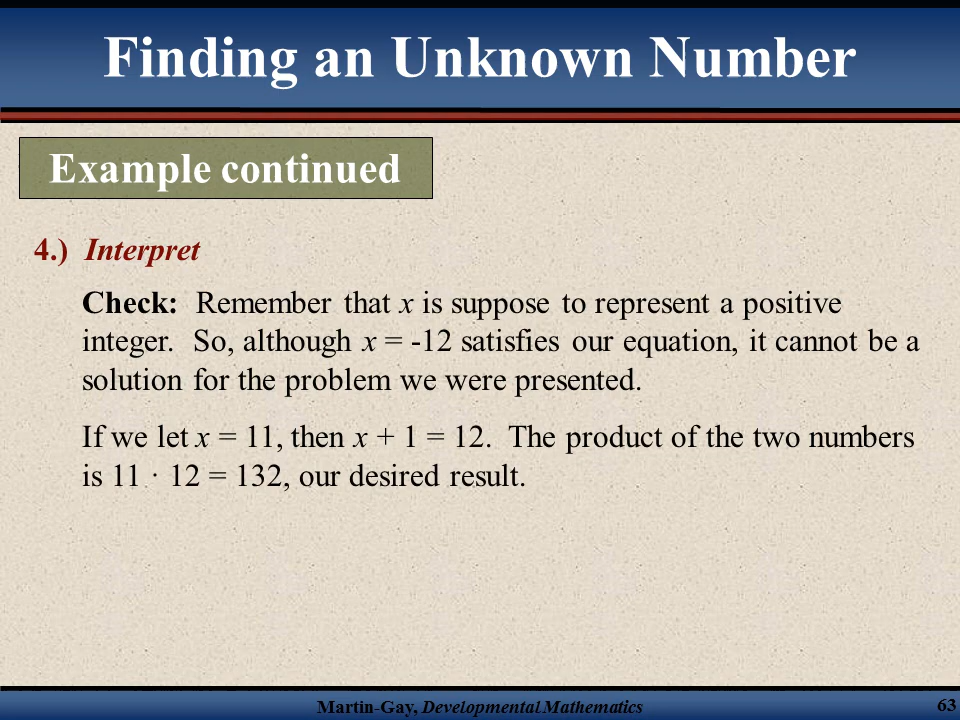 Finding an Unknown Number
Example continued
4.) Interpret
Check: Remember that x is suppose to represent a positive
integer. So, although x = -12 satisfies our equation, it cannot be a
solution for the problem we were presented.
If we let x = 11, then x + 1 = 12. The product of the two numbers
is 11 · 12 = 132, our desired result.
Martin-Gay, Developmental Mathematics
63